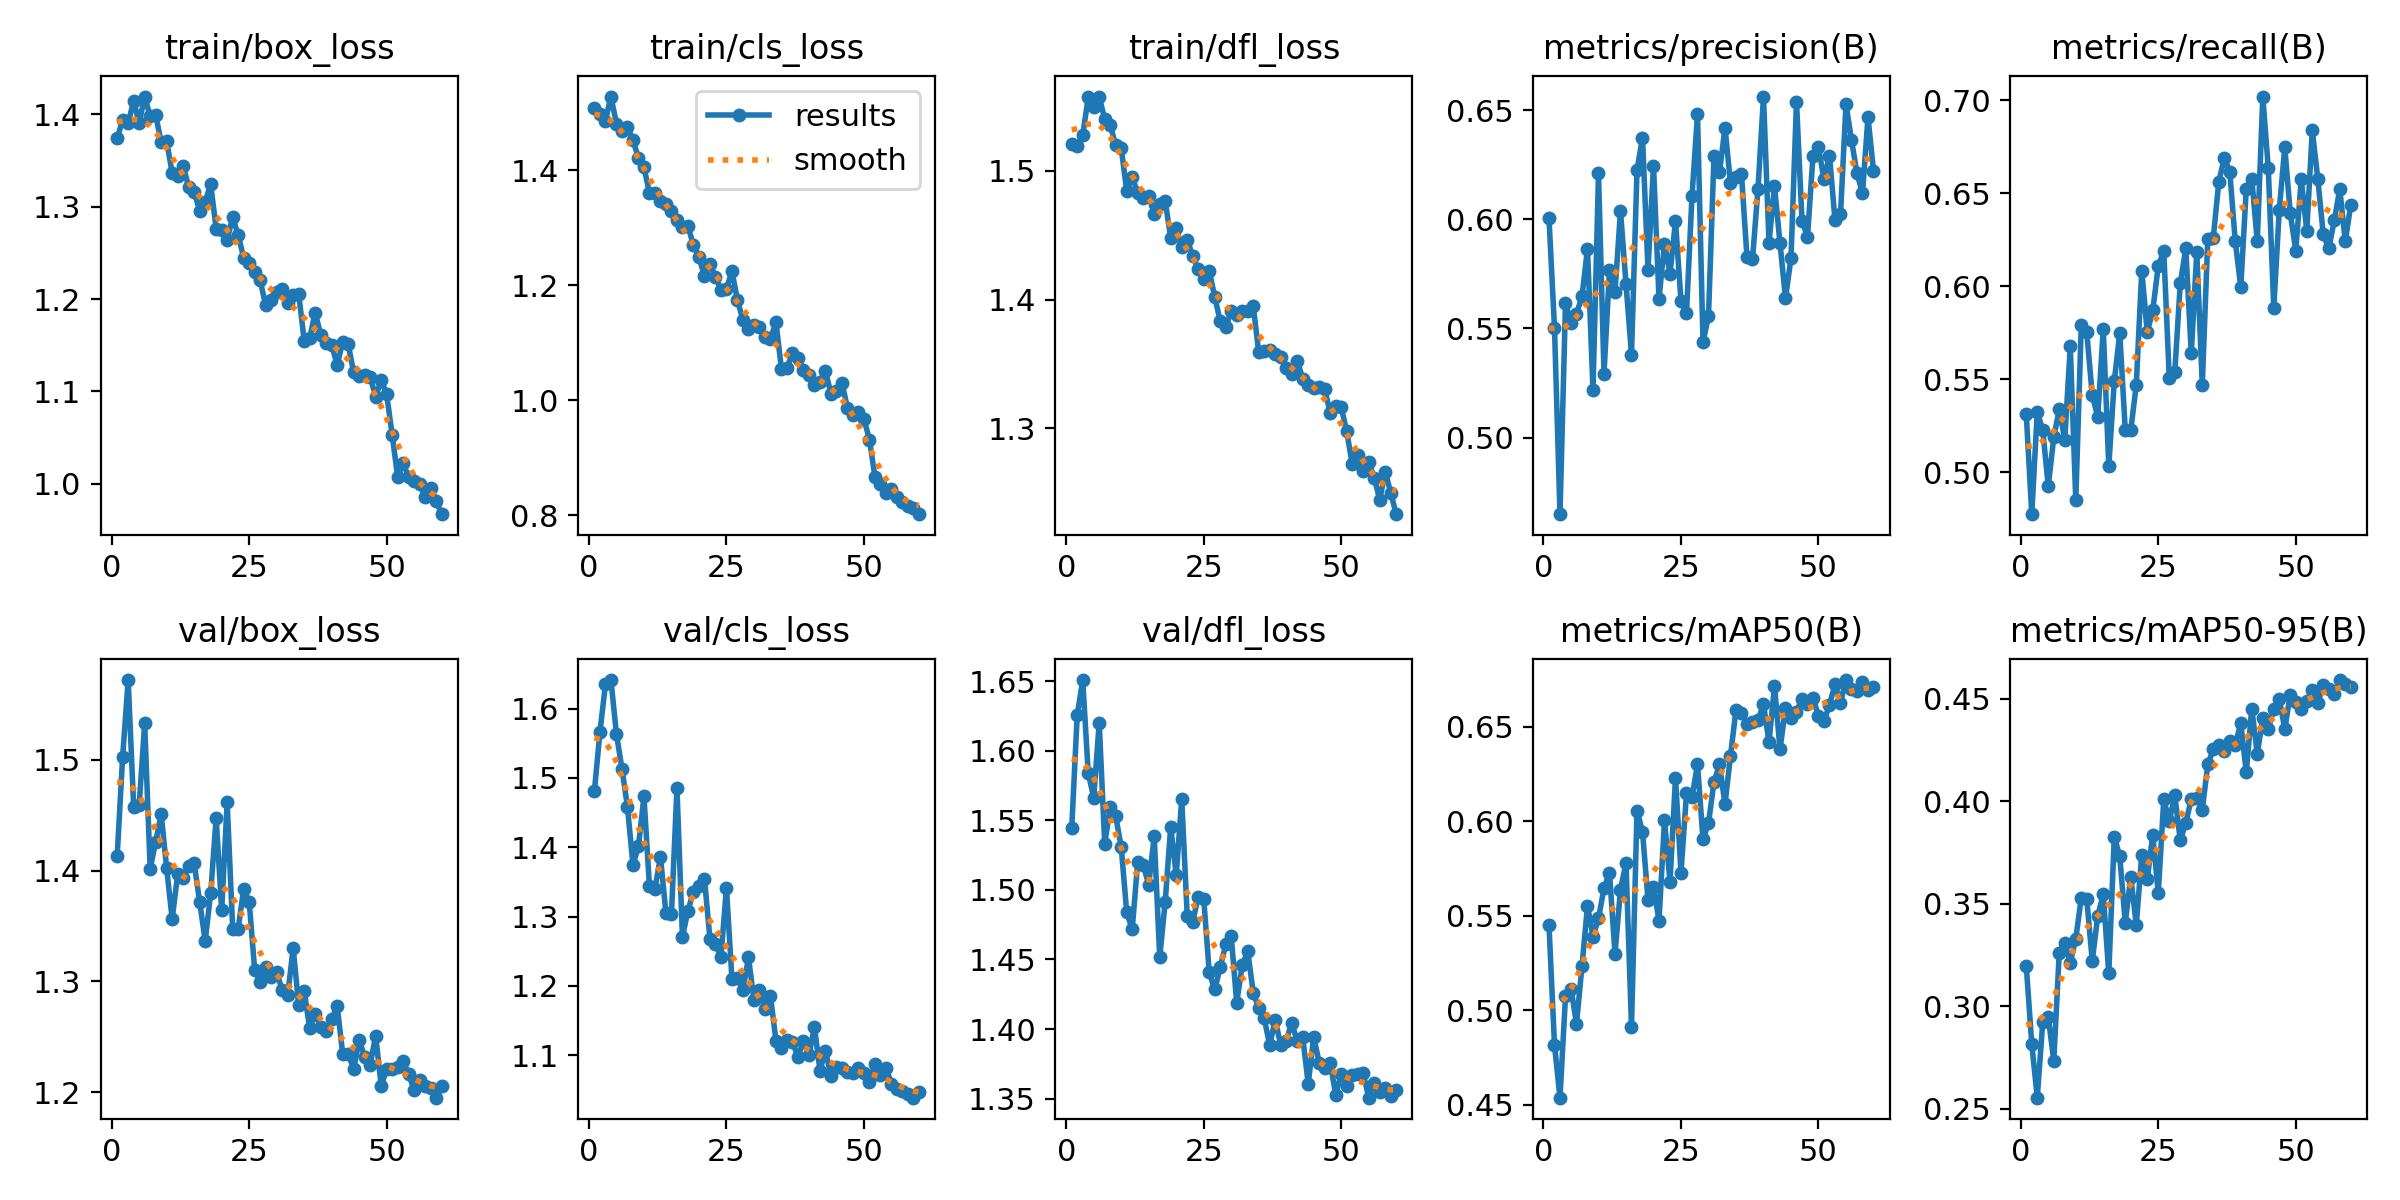 train/box_loss
1.4
1.3
1.2
1.1
1.0
0 25 50
train/cls_loss
results
smooth
1.4
1.2
1.0
0.8
0 25 50
train/dfl_loss
1.5
1.4
1.3
0 25 50
metrics/precision(B)
0.65
0.60
0.55
0.50
0 25 50
metrics/recall(B)
0.70
0.65
0.60
0.55
0.50
0 25 50
val/box_loss
1.5
1.4
1.3
1.2
0 25 50
val/cls_loss
1.6
1.5
1.4
1.3
1.2
1.1
0 25 50
val/dfl_loss
1.65
1.60
1.55
1.50
1.45
1.40
1.35
0 25 50
metrics/mAP50(B)
0.65
0.60
0.55
0.50
0.45
0 25 50
metrics/mAP50-95(B)
0.45
0.40
0.35
0.30
0.25
0 25 50